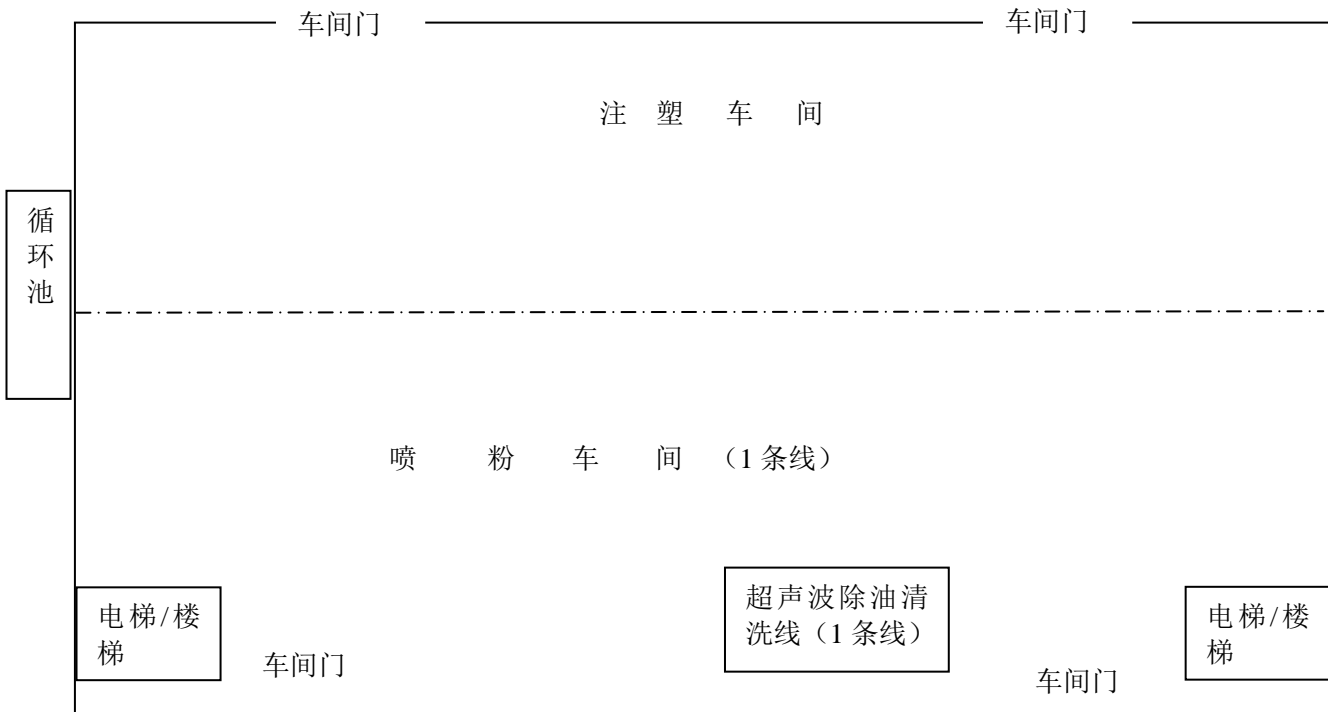 车间门
车间门
注塑车间
循
环
池
喷粉车间（1 条线）
超声波除油清
洗线（1 条线）
电梯/楼
梯
电梯/楼
梯
车间门
车间门